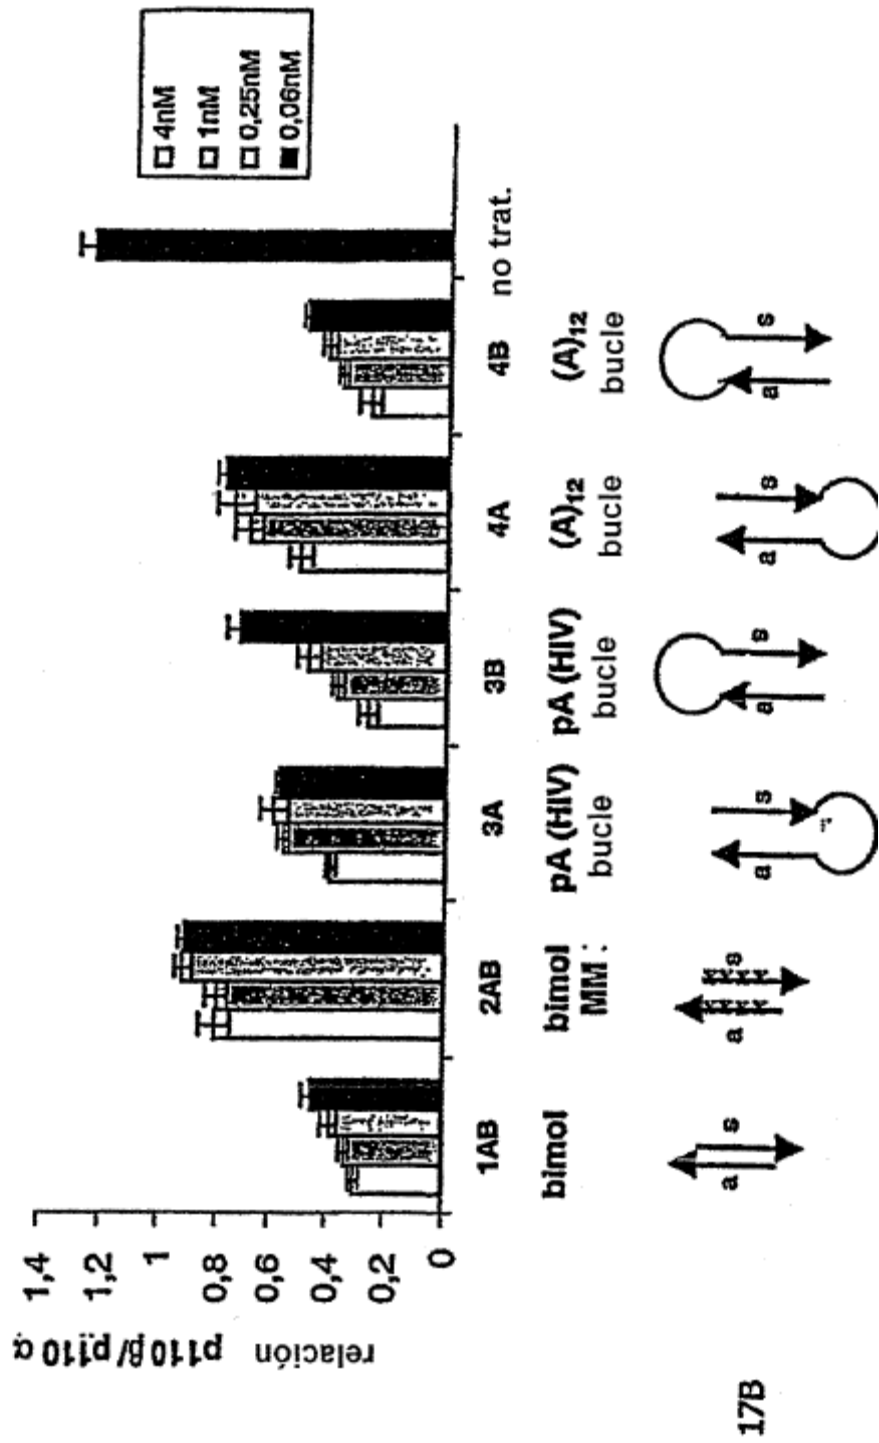 relación
p110β/p110 α
1,4
1,2
1
0,8
0,6
0,4
0,2
0
4nM
1nM
0,25nM
0,06nM
1AB 2AB 3A 3B 4A 4B no trat.
bimol bimol pA (HIV) pA (HIV) (A)12 (A)12
MM : bucle bucle bucle bucle
a s a s a s a s a s a s
17B